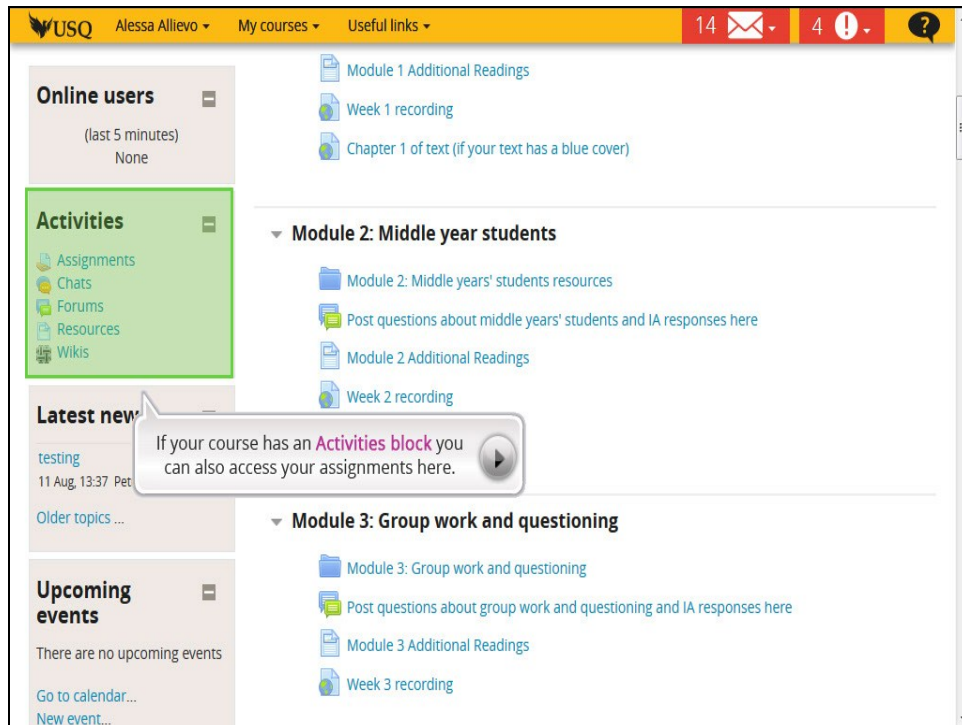 USQ Alessa Allievo My courses Useful links 14 4 ?
Online users
(last 5 minutes)
None
Activities
Assignments
Chats
Forums
Resources
Wikis
Latest new
testing
11 Aug, 13:37 Pet
Older topics ...
Upcoming
events
There are no upcoming events
Go to calendar...
New event...
Module 1 Additional Readings
Week 1 recording
Chapter 1 of text (if your text has a blue cover)
Module 2: Middle year students
Module 2: Middle years' students resources
Post questions about middle years' students and IA responses here
Module 2 Additional Readings
Week 2 recording
If your course has an Activities block you
can also access your assignments here.
Module 3: Group work and questioning
Module 3: Group work and questioning
Post questions about group work and questioning and IA responses here
Module 3 Additional Readings
Week 3 recording